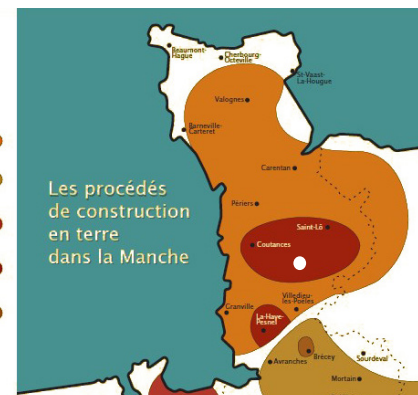 Beaumont-
Hague
Cherbourg-
Octeville
St-Vaast-
La-Hougue
Valognes
Barneville-
Carteret
Carentan
Périers
Les procédés
de construction
en terre
dans la Manche
Saint-Lô
Coutances
Granville
Villedieu-
les-Poëles
La-Haye-
Pesnel
Avranches
Brécey
Sourdeval
Mortain